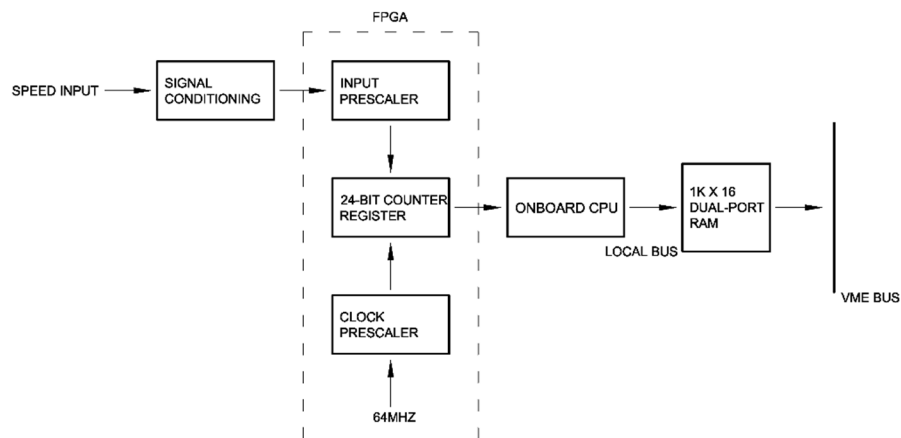 FPGA
SPEED INPUT
SIGNAL
CONDITIONING
INPUT
PRESCALER
24-BIT COUNTER
REGISTER
ONBOARD CPU
LOCAL BUS
1K X 16
DUAL-PORT
RAM
VME BUS
CLOCK
PRESCALER
64MHZ